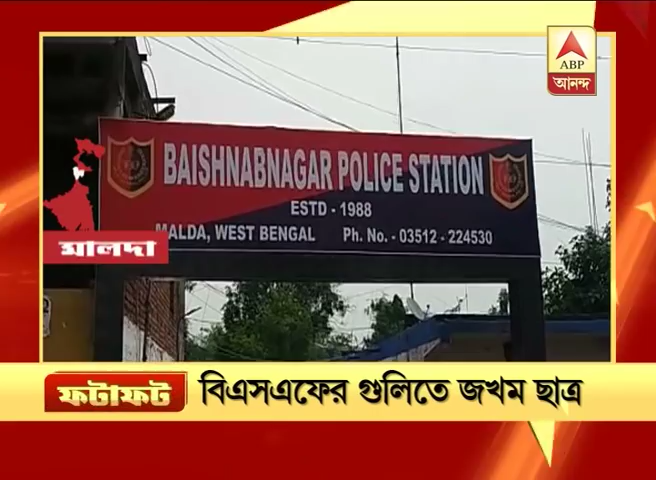 ABP
আনন্দ
BAISHNABNAGAR POLICE STATION
ESTD - 1988
MALDA, WEST BENGAL Ph. No. - 03512 - 224530
মালদা
ফটাফট
বিএসএফের গুলিতে জখম ছাত্র